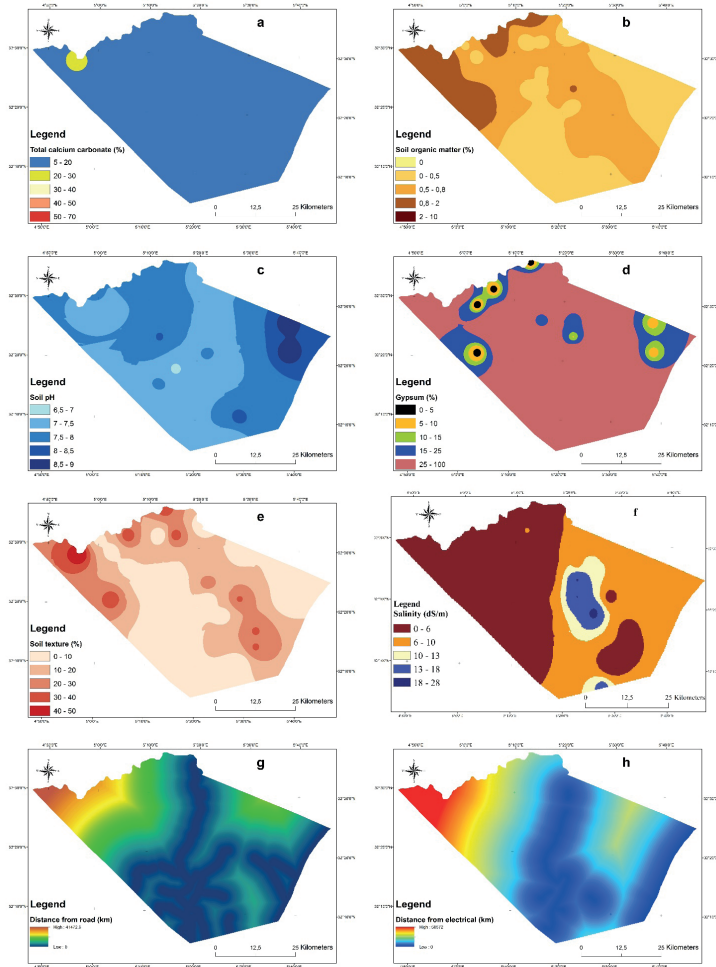 a
Legend
Total calcium carbonate (%)
5 - 20
20 - 30
30 - 40
40 - 50
50 - 70
0 12,5 25 Kilometers
b
Legend
Soil organic matter (%)
0
0 - 0,5
0,5 - 0,8
0,8 - 2
2 - 10
0 12,5 25 Kilometers
c
Legend
Soil pH
6,5 - 7
7 - 7,5
7,5 - 8
8 - 8,5
8,5 - 9
0 12,5 25 Kilometers
d
Legend
Gypsum (%)
0 - 5
5 - 10
10 - 15
15 - 25
25 - 100
0 12,5 25 Kilometers
e
Legend
Soil texture (%)
0 - 10
10 - 20
20 - 30
30 - 40
40 - 50
0 12,5 25 Kilometers
f
Legend
Salinity (dS/m)
0 - 6
6 - 10
10 - 13
13 - 18
18 - 28
0 12,5 25 Kilometers
g
Legend
Distance from road (km)
High : 41472.5
Low : 0
0 12,5 25 Kilometers
h
Legend
Distance from electrical (km)
Low : 0
0 12,5 25 Kilometers